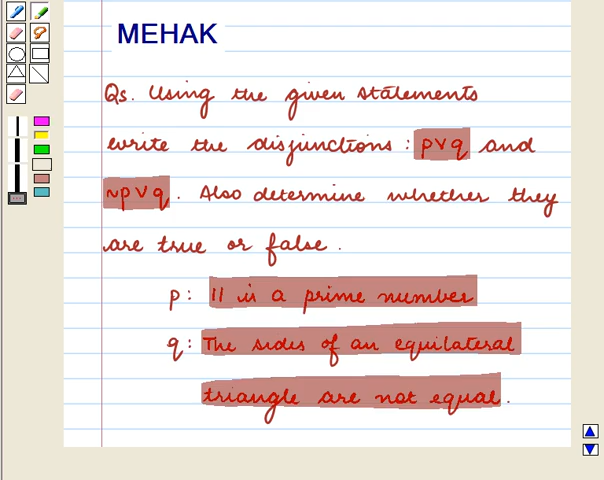 MEHAK
Qs. Using the given statements
write the disjunctions : p∨q and
~p∨q . Also determine whether they
are true or false .
p : 11 is a prime number
q : The sides of an equilateral
triangle are not equal .